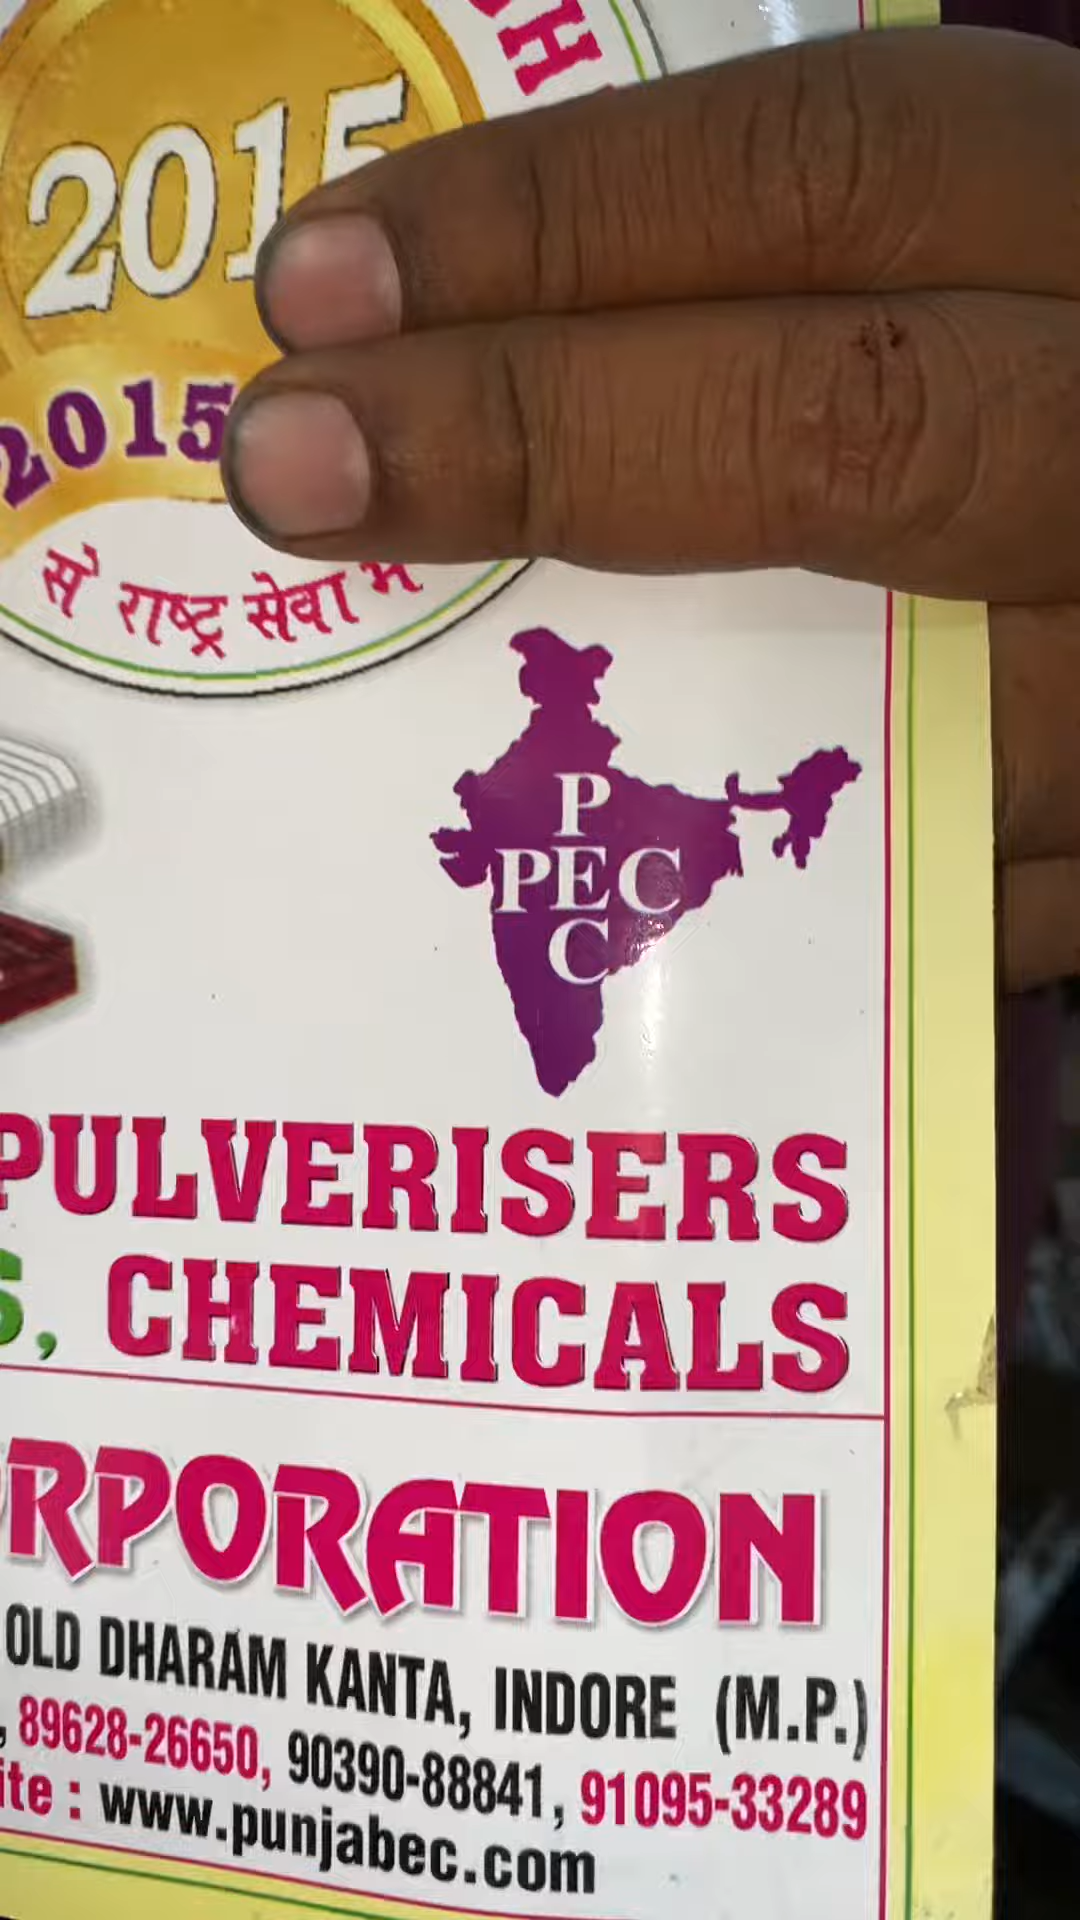 2015
2015
से राष्ट्र सेवा में
P
PEC
C
PULVERISERS
, CHEMICALS
RPORATION
OLD DHARAM KANTA, INDORE (M.P.)
, 89628-26650, 90390-88841, 91095-33289
ite : www.punjabec.com